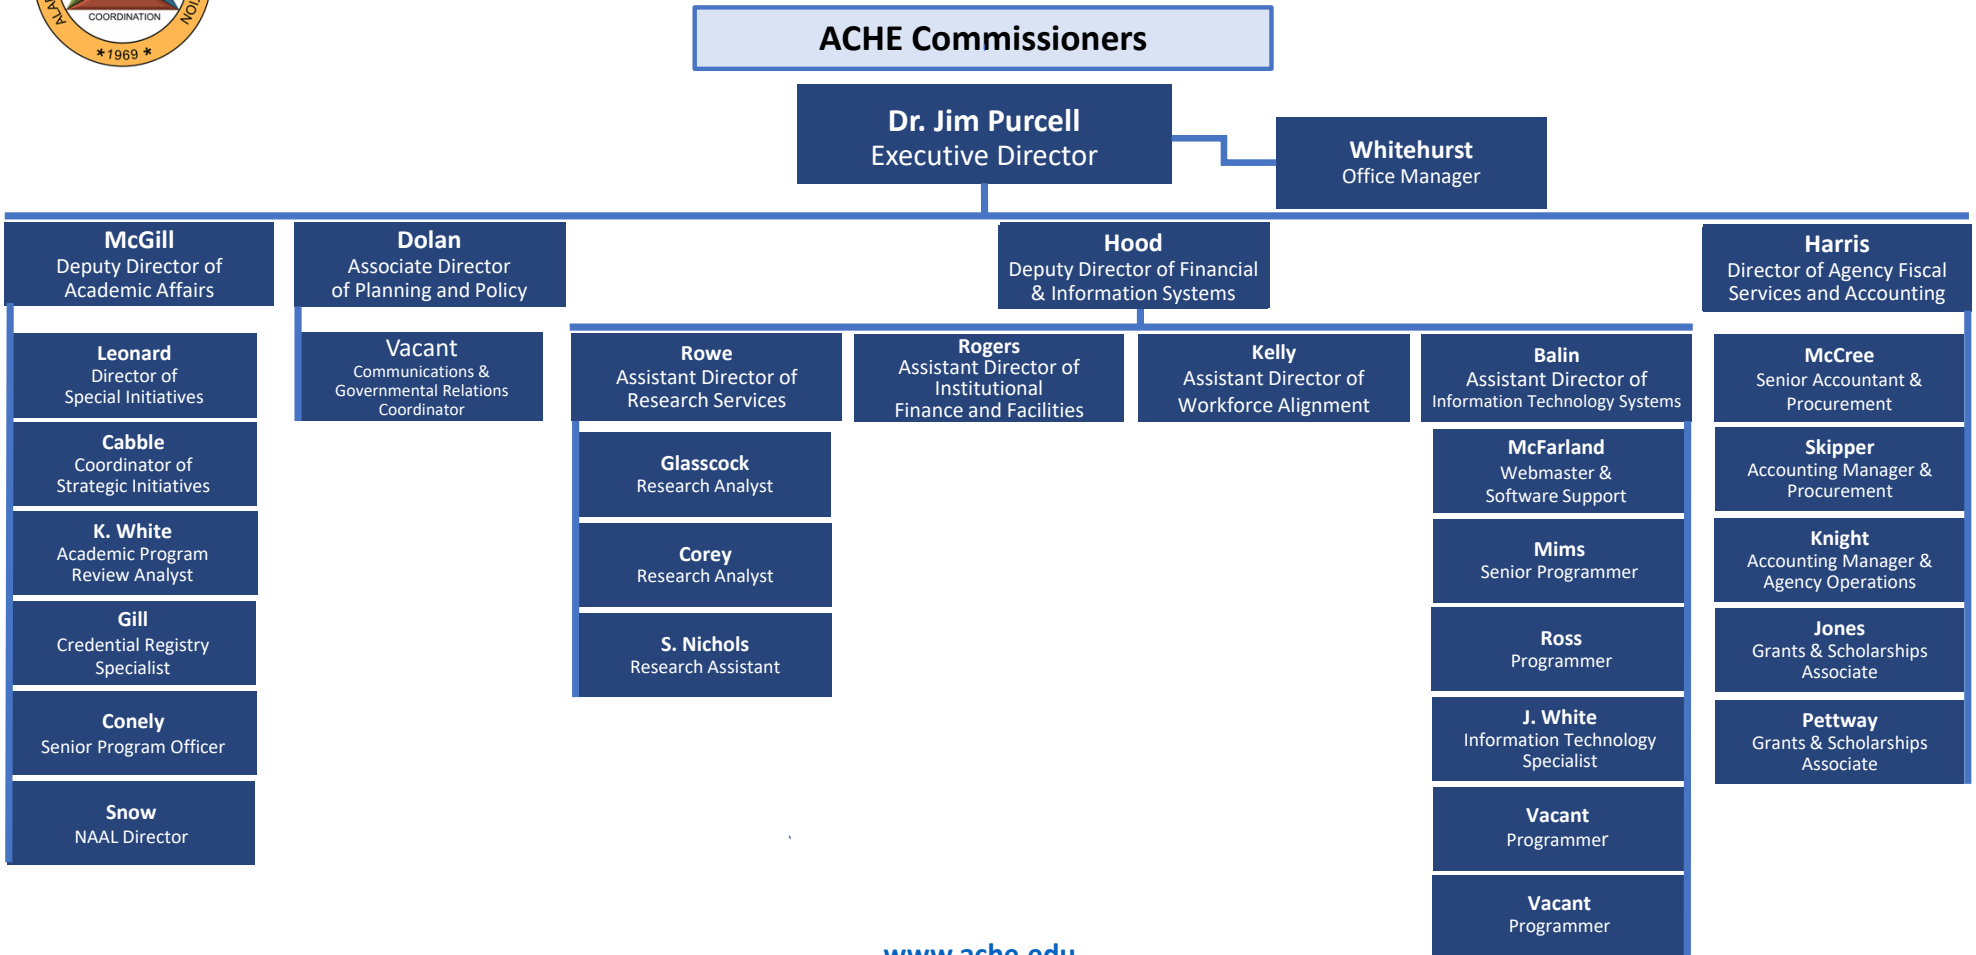 COORDINATION
*1969*
ACHE Commissioners
Dr. Jim Purcell
Executive Director
Whitehurst
Office Manager
McGill
Deputy Director of
Academic Affairs
Dolan
Associate Director
of Planning and Policy
Hood
Deputy Director of Financial
& Information Systems
Harris
Director of Agency Fiscal
Services and Accounting
Leonard
Director of
Special Initiatives
Cabble
Coordinator of
Strategic Initiatives
K. White
Academic Program
Review Analyst
Gill
Credential Registry
Specialist
Conely
Senior Program Officer
Snow
NAAL Director
Vacant
Communications &
Governmental Relations
Coordinator
Rowe
Assistant Director of
Research Services
Glasscock
Research Analyst
Corey
Research Analyst
S. Nichols
Research Assistant
Rogers
Assistant Director of
Institutional
Finance and Facilities
Kelly
Assistant Director of
Workforce Alignment
Balin
Assistant Director of
Information Technology Systems
McFarland
Webmaster &
Software Support
Mims
Senior Programmer
Ross
Programmer
J. White
Information Technology
Specialist
Vacant
Programmer
Vacant
Programmer
McCree
Senior Accountant &
Procurement
Skipper
Accounting Manager &
Procurement
Knight
Accounting Manager &
Agency Operations
Jones
Grants & Scholarships
Associate
Pettway
Grants & Scholarships
Associate
www.ache.edu